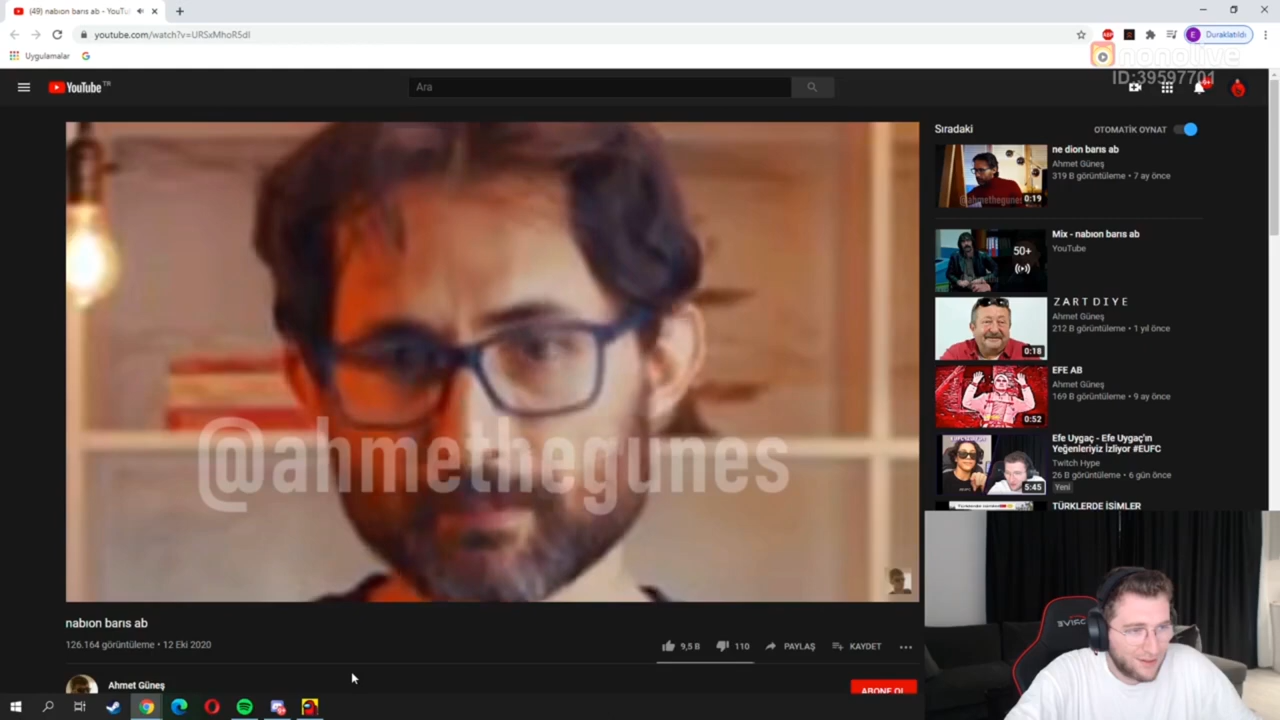 (49) nabıon barıs ab - YouTu
youtube.com/watch?v=URSxMhoR5dI
Duraklatıldı
Uygulamalar
nonolive
ID:39597701
YouTube TR
Ara
9+
Sıradaki
OTOMATİK OYNAT
ne dion barıs ab
Ahmet Güneş
319 B görüntüleme • 7 ay önce
@ahmethegunes
0:19
Mix - nabıon barıs ab
YouTube
50+
Z A R T D I Y E
Ahmet Güneş
212 B görüntüleme • 1 yıl önce
0:18
EFE AB
Ahmet Güneş
169 B görüntüleme • 9 ay önce
0:52
Efe Uygaç - Efe Uygaç'ın
Yeğenleriyiz İzliyor #EUFC
Twitch Hype
26 B görüntüleme • 6 gün önce
Yeni
5:45
TÜRKLERDE İSİMLER
@ahmethegunes
nabıon barıs ab
126.164 görüntüleme • 12 Eki 2020
9,5 B
110
PAYLAŞ
KAYDET
Ahmet Güneş
ABONE OL